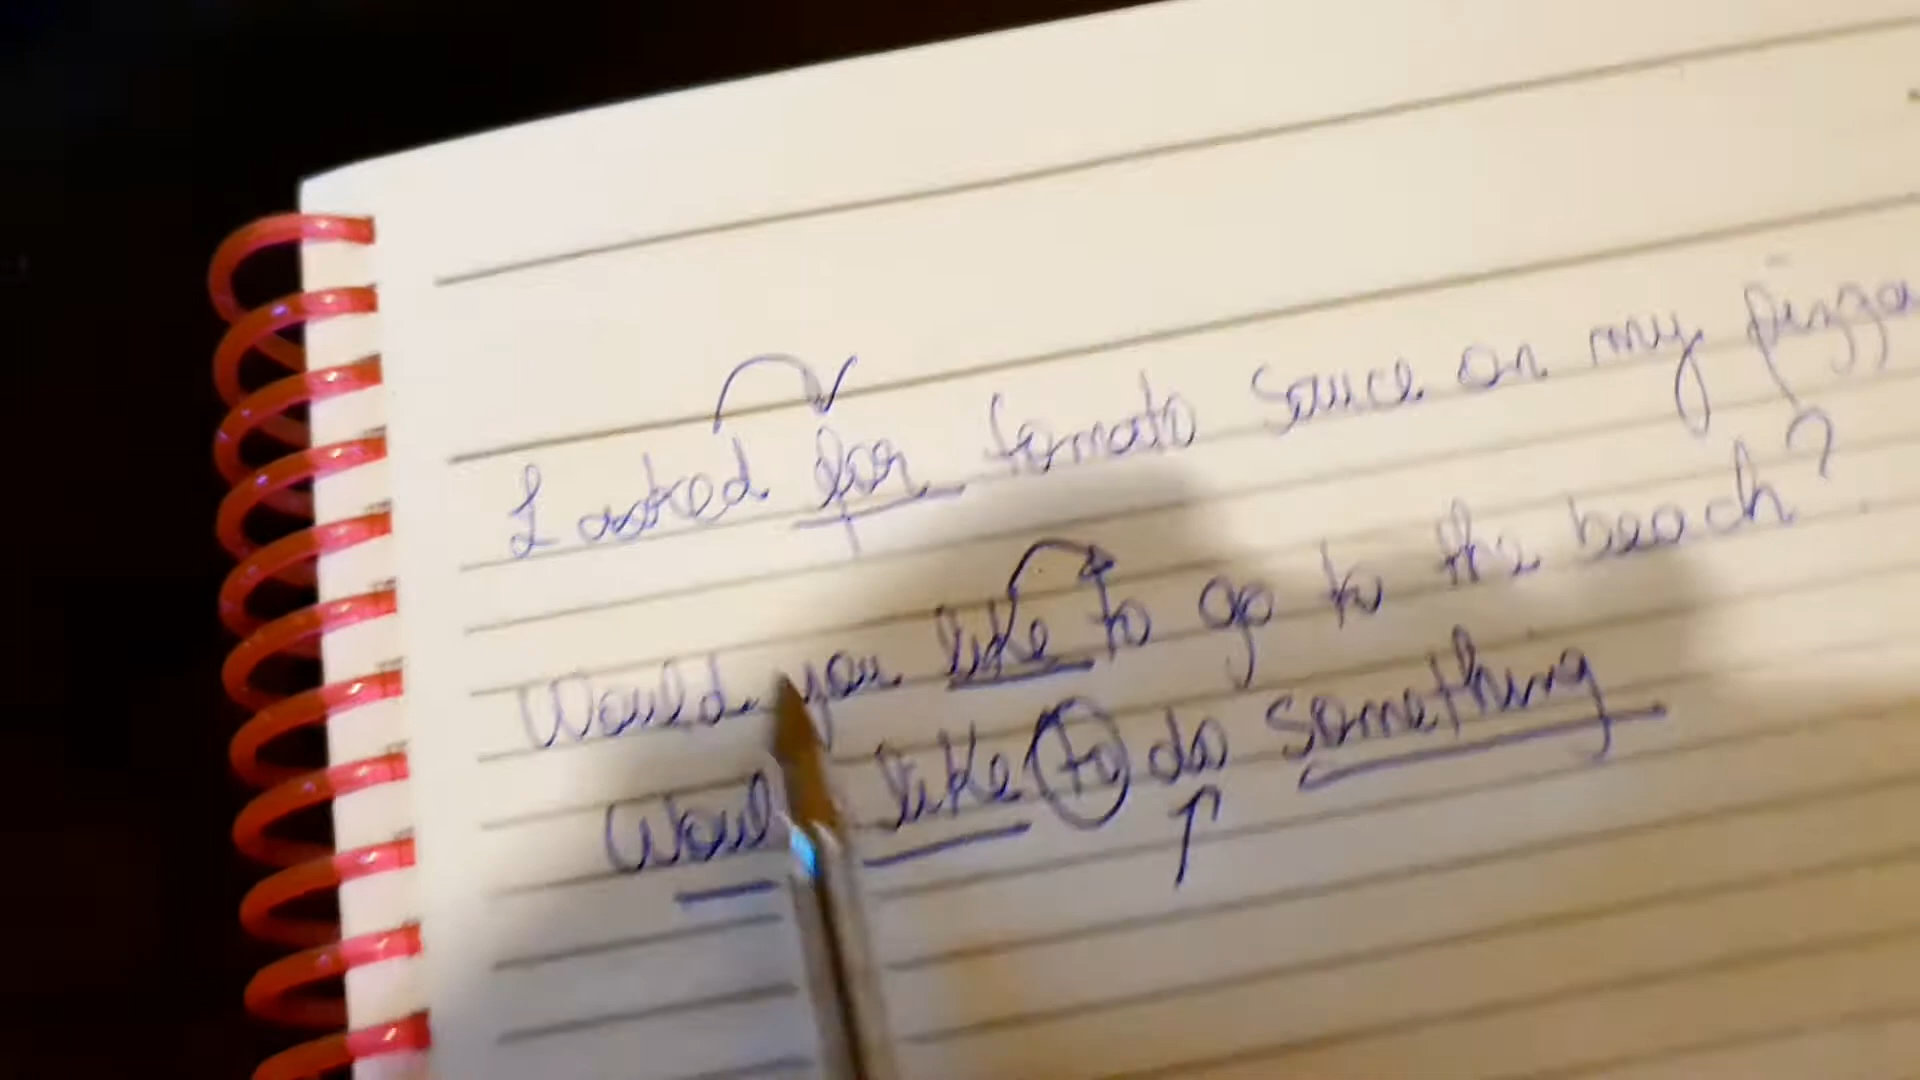 I asked for tomato sauce on my pizza
Would you like to go to the beach?
Would like to do something